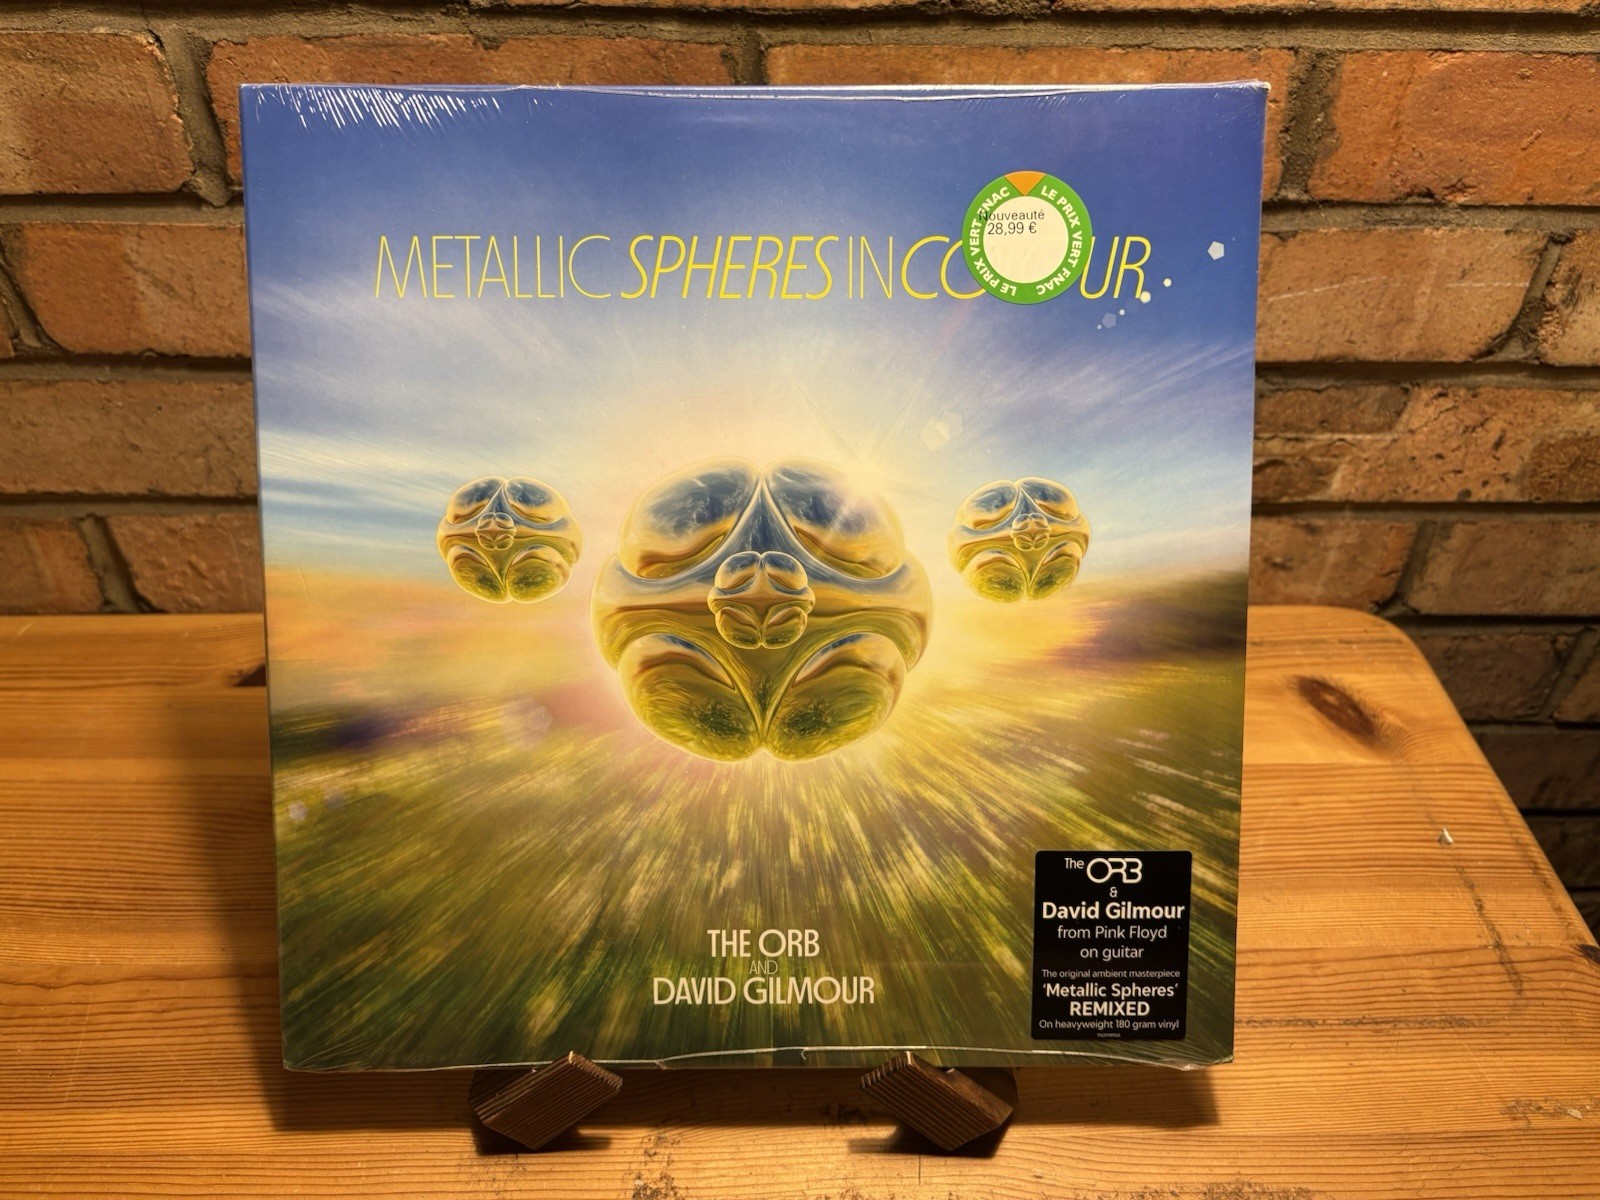 METALLIC SPHERES IN CO UR
LE PRIX VERT FNAC
LE PRIX VERT FNAC
Nouveauté
28,99 €
THE ORB
AND
DAVID GILMOUR
The ORB
&
David Gilmour
from Pink Floyd
on guitar
The original ambient masterpiece
'Metallic Spheres'
REMIXED
On heavyweight 180 gram vinyl